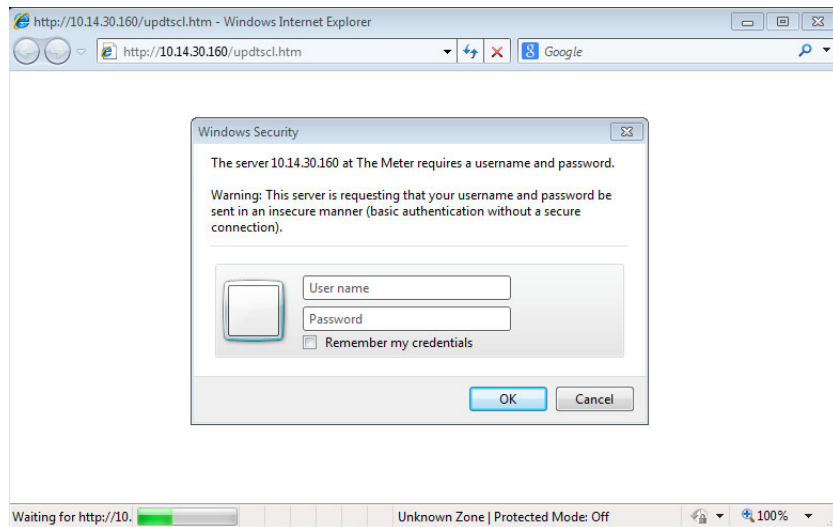 http://10.14.30.160/updtscl.htm - Windows Internet Explorer
http://10.14.30.160/updtscl.htm
Google
Windows Security
The server 10.14.30.160 at The Meter requires a username and password.
Warning: This server is requesting that your username and password be
sent in an insecure manner (basic authentication without a secure
connection).
User name
Password
Remember my credentials
OK
Cancel
Waiting for http://10.
Unknown Zone | Protected Mode: Off
100%